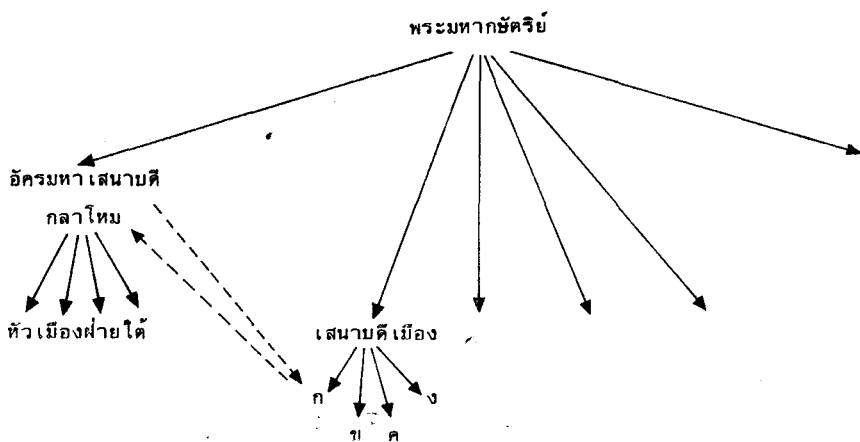 พระมหากษัตริย์
อัครมหาเสนาบดี
กลาโหม
หัวเมืองฝ่ายใต้
เสนาบดีเมือง
ก ง
ข ค